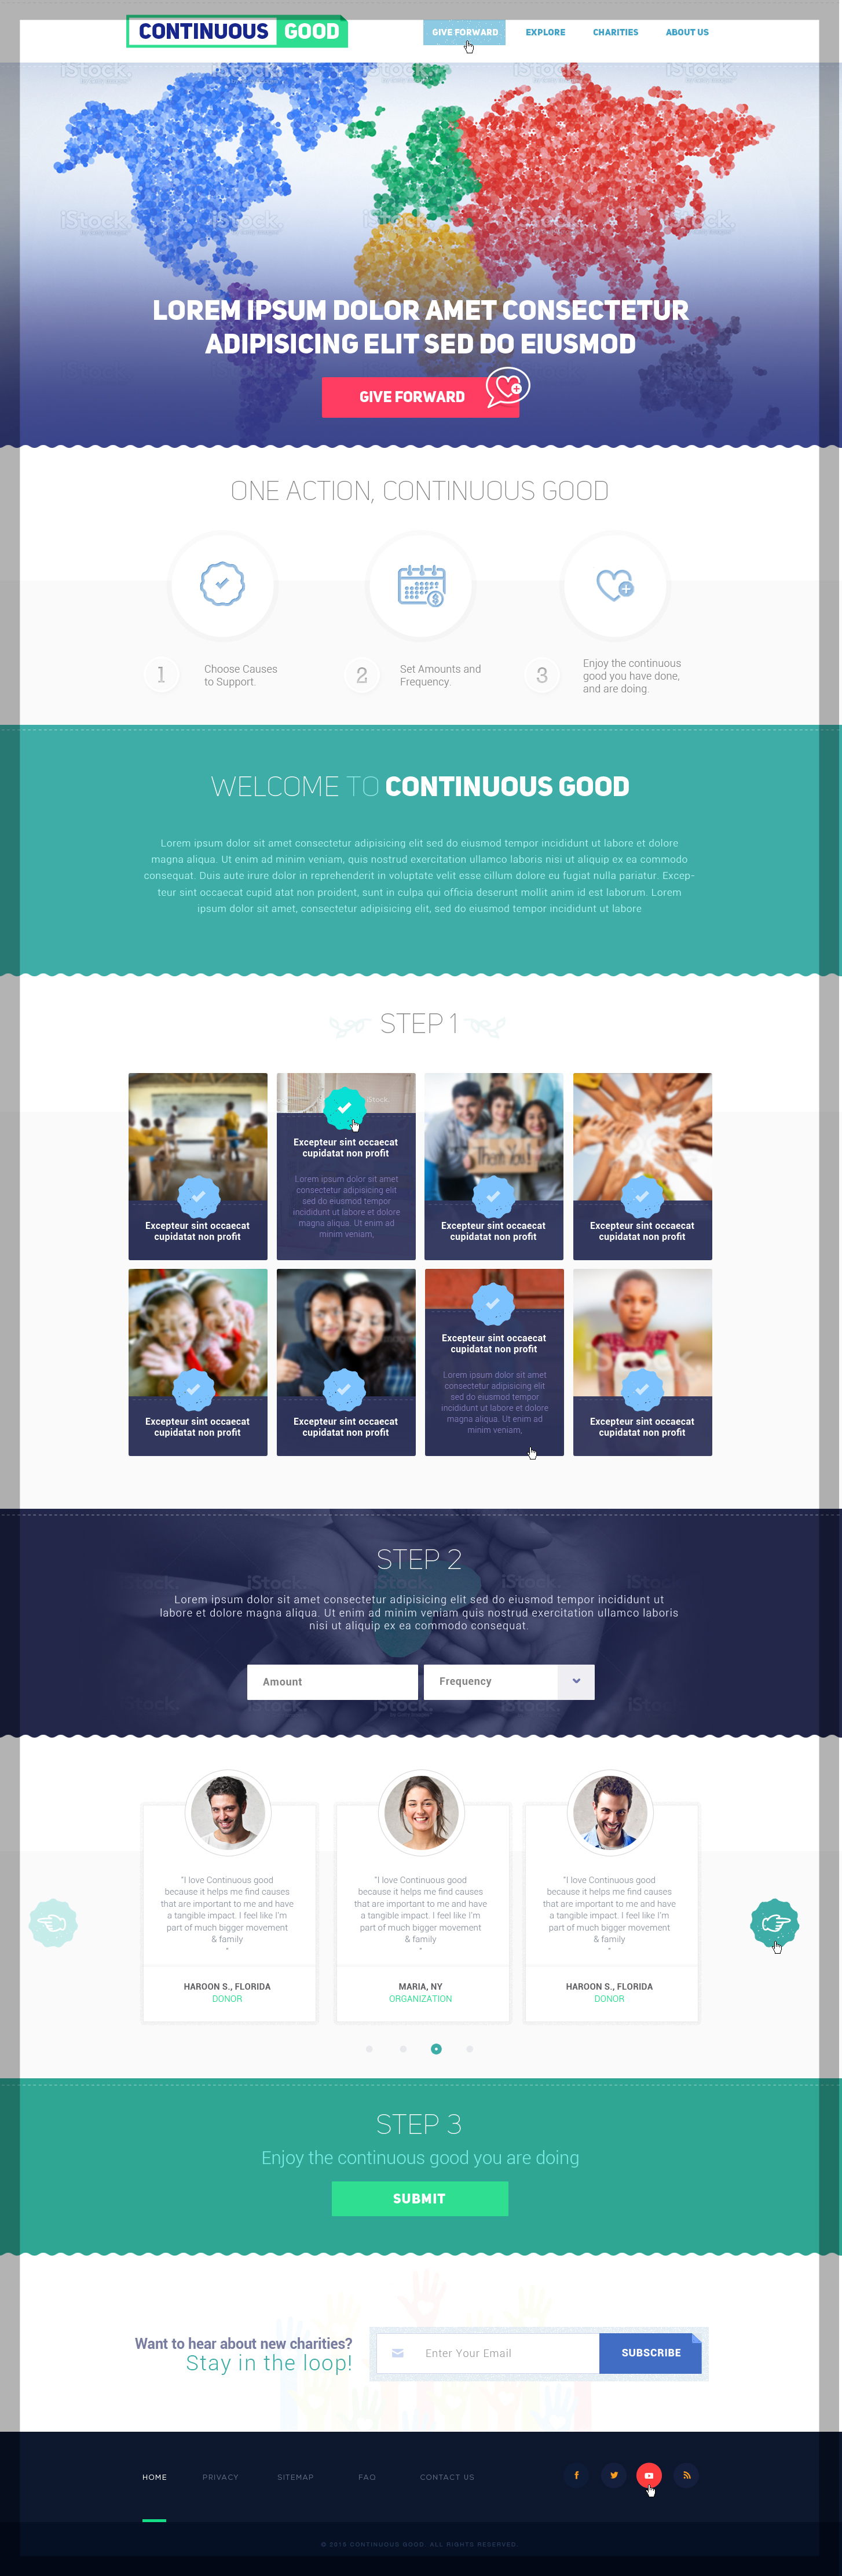 CONTINUOUS GOOD
GIVE FORWARD
EXPLORE
CHARITIES
ABOUT US
LOREM IPSUM DOLOR AMET CONSECTETUR
ADIPISICING ELIT SED DO EIUSMOD
GIVE FORWARD
ONE ACTION, CONTINUOUS GOOD
1
Choose Causes
to Support.
2
Set Amounts and
Frequency.
3
Enjoy the continuous
good you have done,
and are doing.
WELCOME TO CONTINUOUS GOOD
Lorem ipsum dolor sit amet consectetur adipisicing elit sed do eiusmod tempor incididunt ut labore et dolore
magna aliqua. Ut enim ad minim veniam, quis nostrud exercitation ullamco laboris nisi ut aliquip ex ea commodo
consequat. Duis aute irure dolor in reprehenderit in voluptate velit esse cillum dolore eu fugiat nulla pariatur. Excep-
teur sint occaecat cupid atat non proident, sunt in culpa qui officia deserunt mollit anim id est laborum. Lorem
ipsum dolor sit amet, consectetur adipisicing elit, sed do eiusmod tempor incididunt ut labore
STEP 1
Excepteur sint occaecat
cupidatat non profit
iStock.
Excepteur sint occaecat
cupidatat non profit
Lorem ipsum dolor sit amet
consectetur adipisicing elit
sed do eiusmod tempor
incididunt ut labore et dolore
magna aliqua. Ut enim ad
minim veniam,
Thank you!
Excepteur sint occaecat
cupidatat non profit
Excepteur sint occaecat
cupidatat non profit
Excepteur sint occaecat
cupidatat non profit
Excepteur sint occaecat
cupidatat non profit
Excepteur sint occaecat
cupidatat non profit
Lorem ipsum dolor sit amet
consectetur adipisicing elit
sed do eiusmod tempor
incididunt ut labore et dolore
magna aliqua. Ut enim ad
minim veniam,
iStock
Excepteur sint occaecat
cupidatat non profit
STEP 2
Lorem ipsum dolor sit amet consectetur adipisicing elit sed do eiusmod tempor incididunt ut
labore et dolore magna aliqua. Ut enim ad minim veniam quis nostrud exercitation ullamco laboris
nisi ut aliquip ex ea commodo consequat.
Amount
Frequency
"I love Continuous good
because it helps me find causes
that are important to me and have
a tangible impact. I feel like I'm
part of much bigger movement
& family
"
HAROON S., FLORIDA
DONOR
"I love Continuous good
because it helps me find causes
that are important to me and have
a tangible impact. I feel like I'm
part of much bigger movement
& family
"
MARIA, NY
ORGANIZATION
"I love Continuous good
because it helps me find causes
that are important to me and have
a tangible impact. I feel like I'm
part of much bigger movement
& family
"
HAROON S., FLORIDA
DONOR
STEP 3
Enjoy the continuous good you are doing
SUBMIT
Want to hear about new charities?
Stay in the loop!
Enter Your Email
SUBSCRIBE
HOME
PRIVACY
SITEMAP
FAQ
CONTACT US
© 2016 CONTINUOUS GOOD. ALL RIGHTS RESERVED.